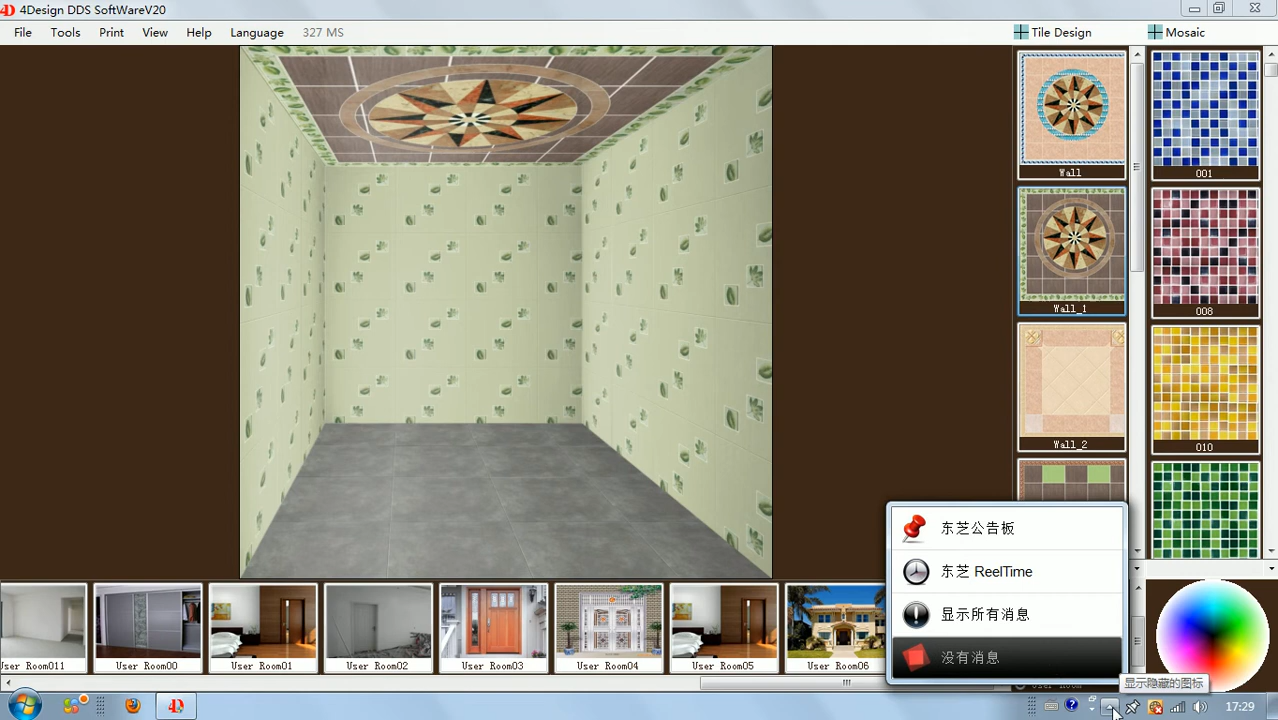 4Design DDS SoftWareV20
File Tools Print View Help Language 327 MS
Tile Design
Mosaic
Wall
001
Wall_1
008
Wall_2
010
东芝公告板
东芝 ReelTime
显示所有消息
没有消息
显示隐藏的图标
User Room011
User Room00
User Room01
User Room02
User Room03
User Room04
User Room05
User Room06
User Room
17:29